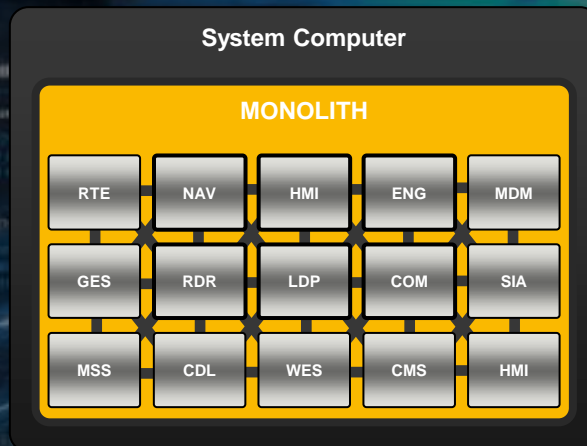 System Computer
MONOLITH
RTE NAV HMI ENG MDM
GES RDR LDP COM SIA
MSS CDL WES CMS HMI